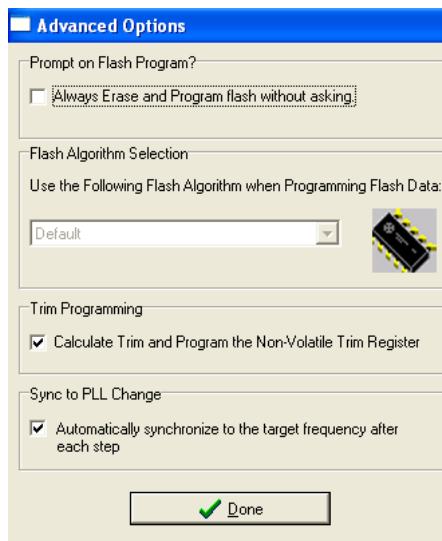 Advanced Options
Prompt on Flash Program?
Always Erase and Program flash without asking.
Flash Algorithm Selection
Use the Following Flash Algorithm when Programming Flash Data:
Default
Trim Programming
Calculate Trim and Program the Non-Volatile Trim Register
Sync to PLL Change
Automatically synchronize to the target frequency after
each step
Done